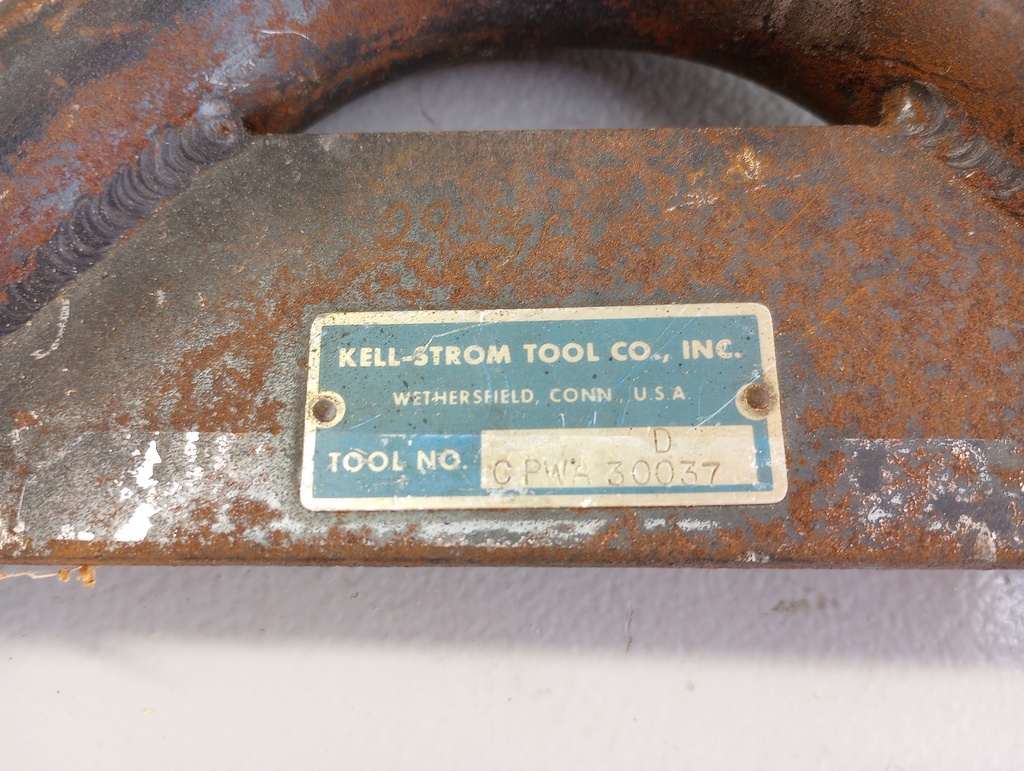 KELL-STROM TOOL CO., INC.
WETHERSFIELD, CONN., U.S.A.
D
TOOL NO. CPWA 30037